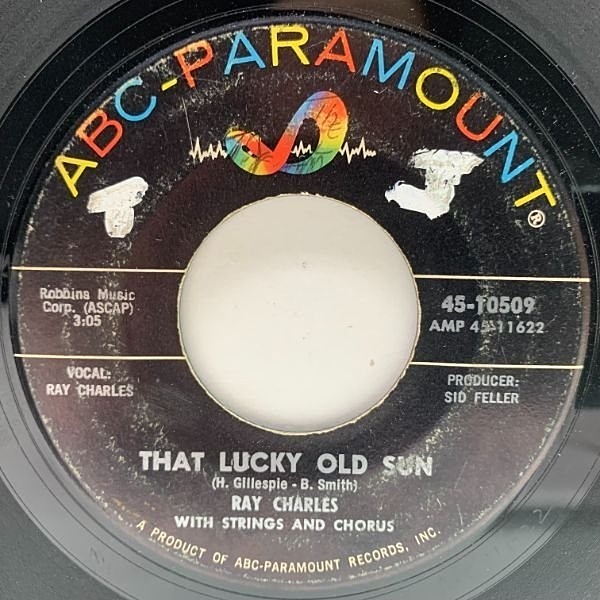 ABC-PARAMOUNT®
Robbins Music
Corp. (ASCAP)
3:05
45-10509
AMP 45-11622
VOCAL:
RAY CHARLES
PRODUCER:
SID FELLER
THAT LUCKY OLD SUN
(H. Gillespie - B. Smith)
RAY CHARLES
WITH STRINGS AND CHORUS
A PRODUCT OF ABC-PARAMOUNT RECORDS, INC.